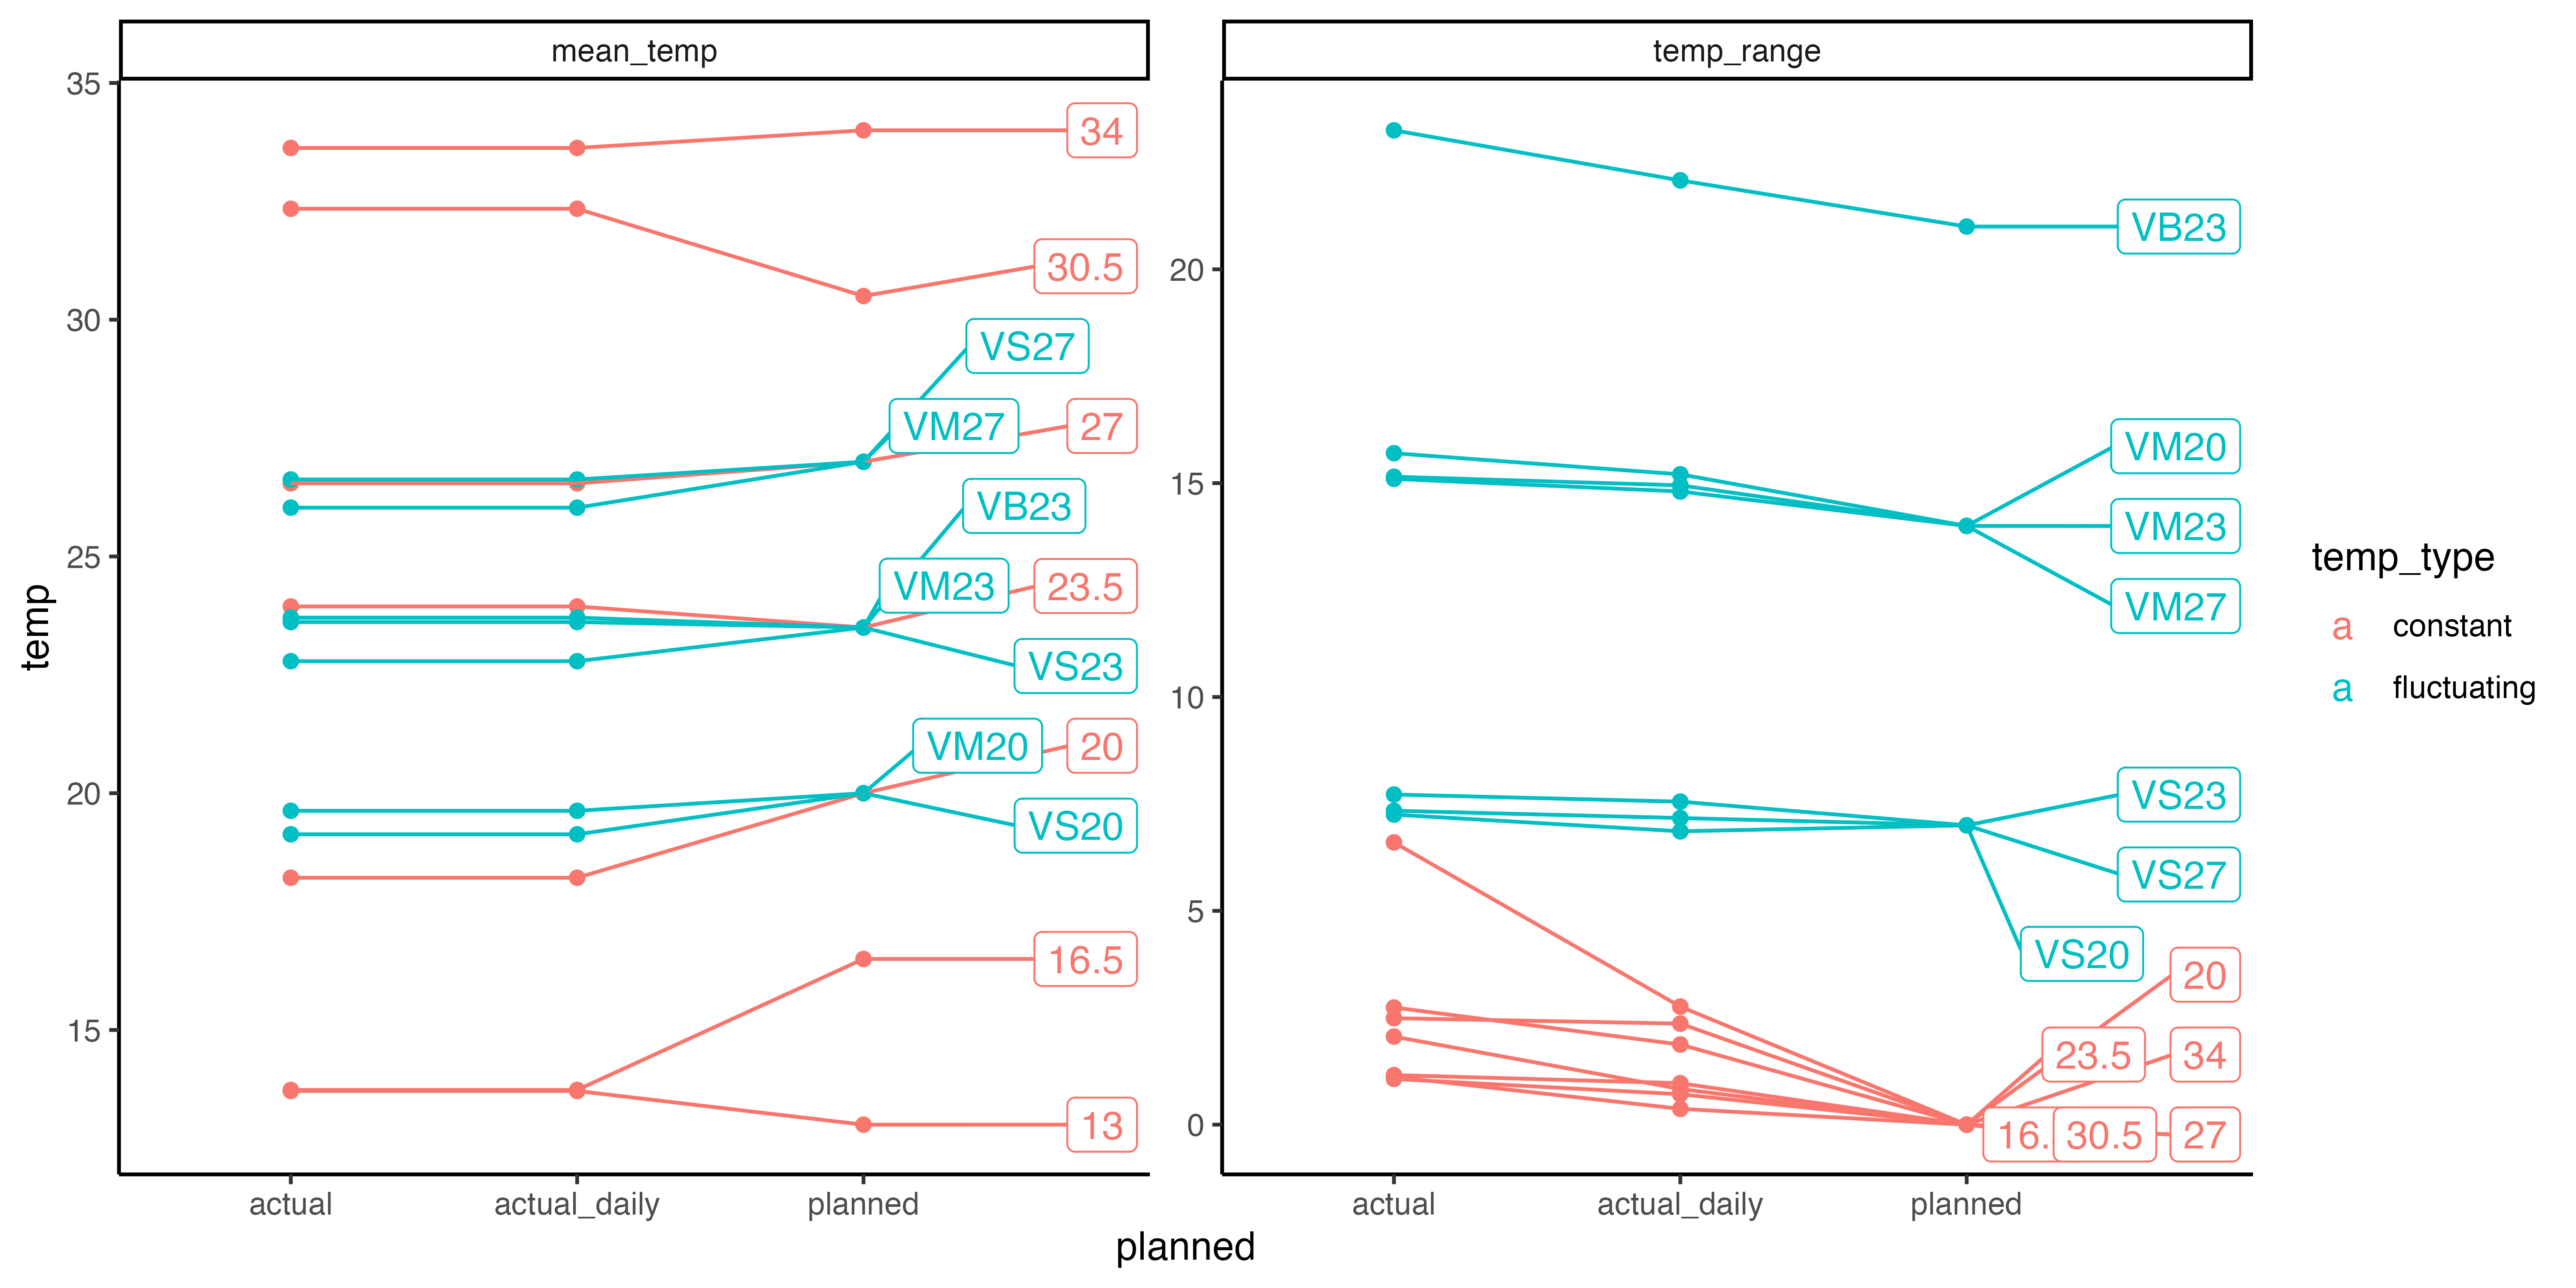 mean_temp
temp_range
temp
35
30
25
20
15
34
30.5
VS27
VM27
27
VB23
VM23
23.5
VS23
VM20
20
VS20
16.5
13
actual
actual_daily
planned
20
15
10
5
0
VB23
VM20
VM23
VM27
VS23
VS27
VS20
20
23.5
34
16.
30.5
27
actual
actual_daily
planned
planned
temp_type
a constant
a fluctuating